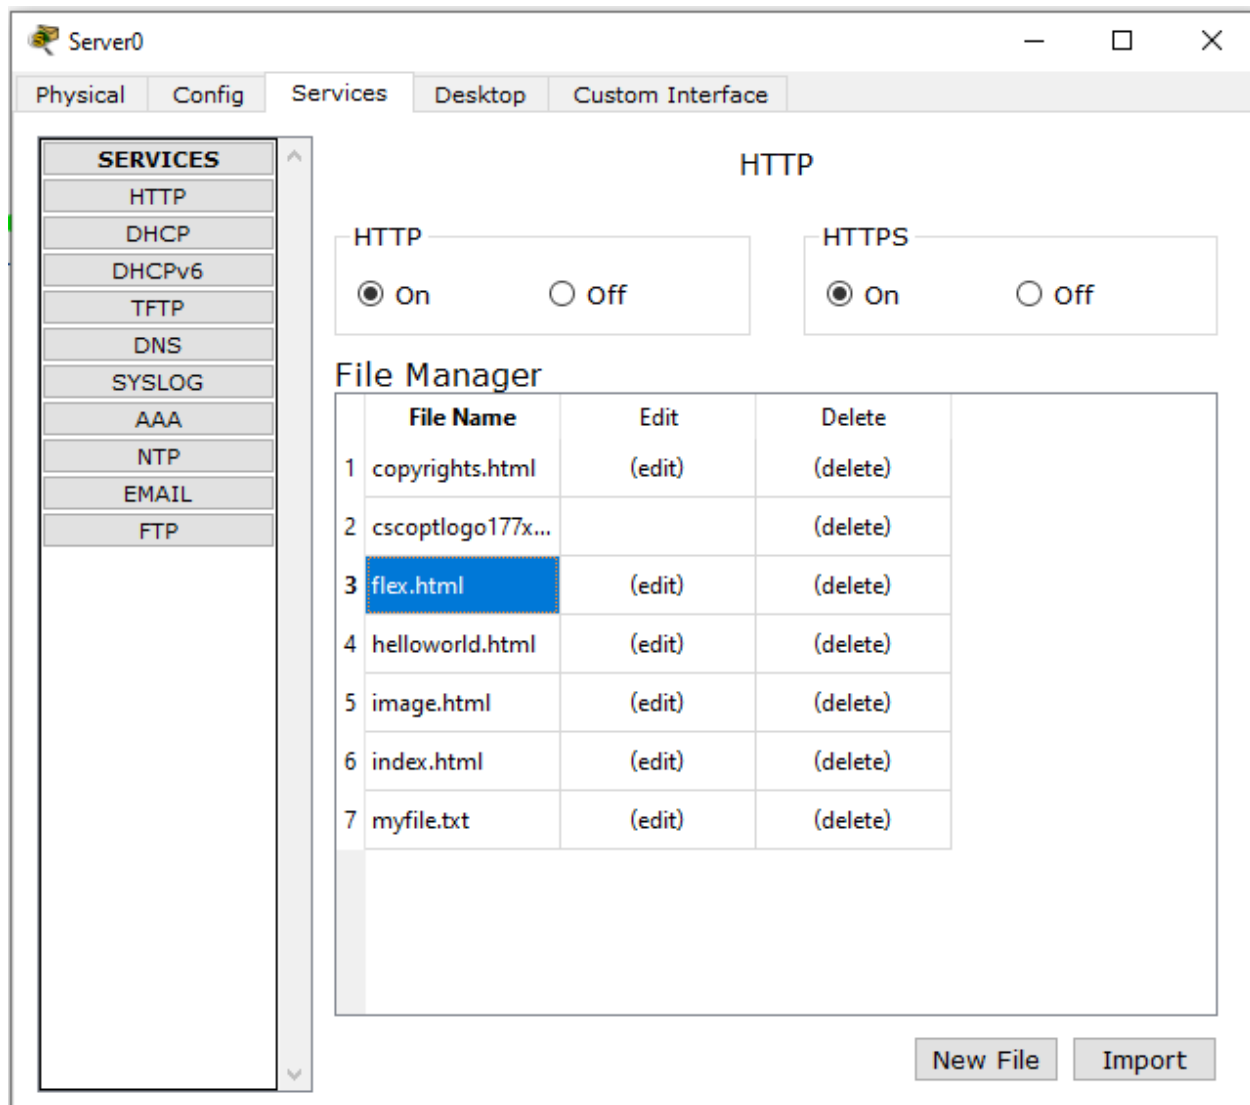 Server0
Physical Config Services Desktop Custom Interface
SERVICES
HTTP
DHCP
DHCPv6
TFTP
DNS
SYSLOG
AAA
NTP
EMAIL
FTP
HTTP
HTTP
On Off
HTTPS
On Off
File Manager
File Name Edit Delete
1 copyrights.html (edit) (delete)
2 cscoptlogo177x... (delete)
3 flex.html (edit) (delete)
4 helloworld.html (edit) (delete)
5 image.html (edit) (delete)
6 index.html (edit) (delete)
7 myfile.txt (edit) (delete)
New File Import